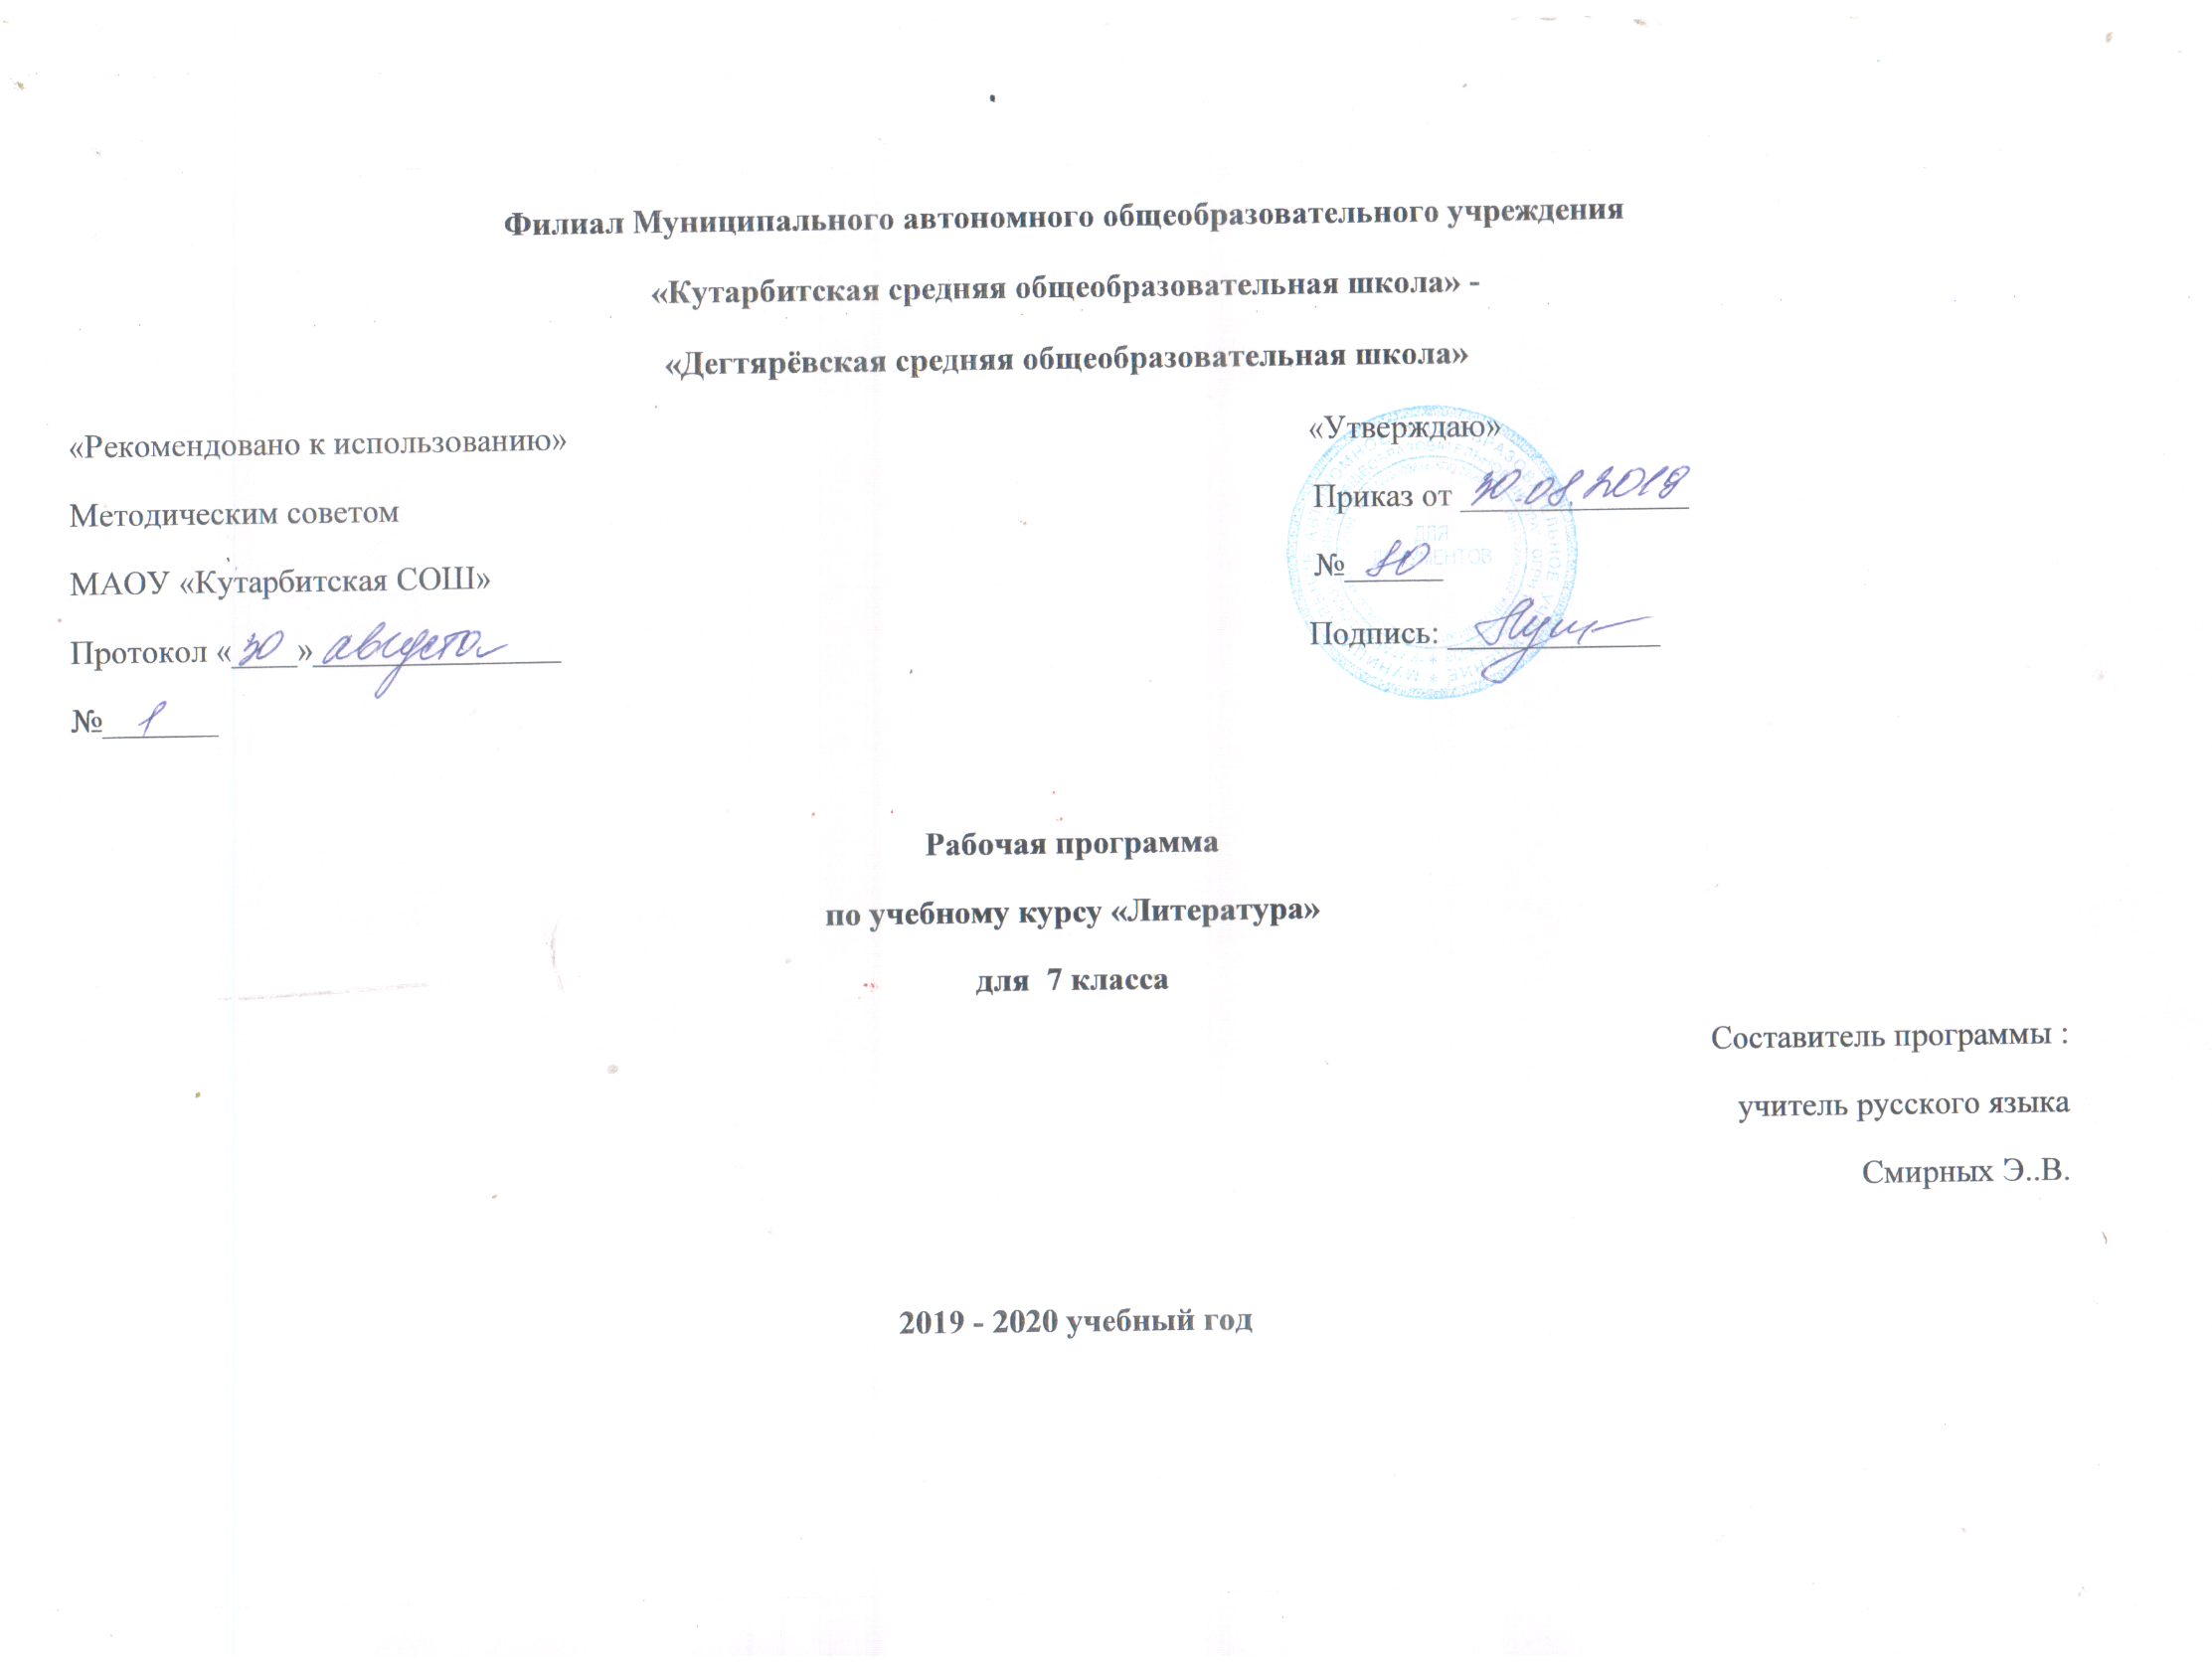 Филиал Муниципального автономного общеобразовательного учреждения
«Кутарбитская средняя общеобразовательная школа» -
«Дегтярёвская средняя общеобразовательная школа»
«Рекомендовано к использованию»
Методическим советом
МАОУ «Кутарбитская СОШ»
Протокол «30» августа
№ 1
«Утверждаю»
Приказ от 30.08.2019
№
Подпись:
ДЛЯ
ДОКУМЕНТОВ
Рабочая программа
по учебному курсу «Литература»
для 7 класса
Составитель программы :
учитель русского языка
Смирных Э..В.
2019 - 2020 учебный год